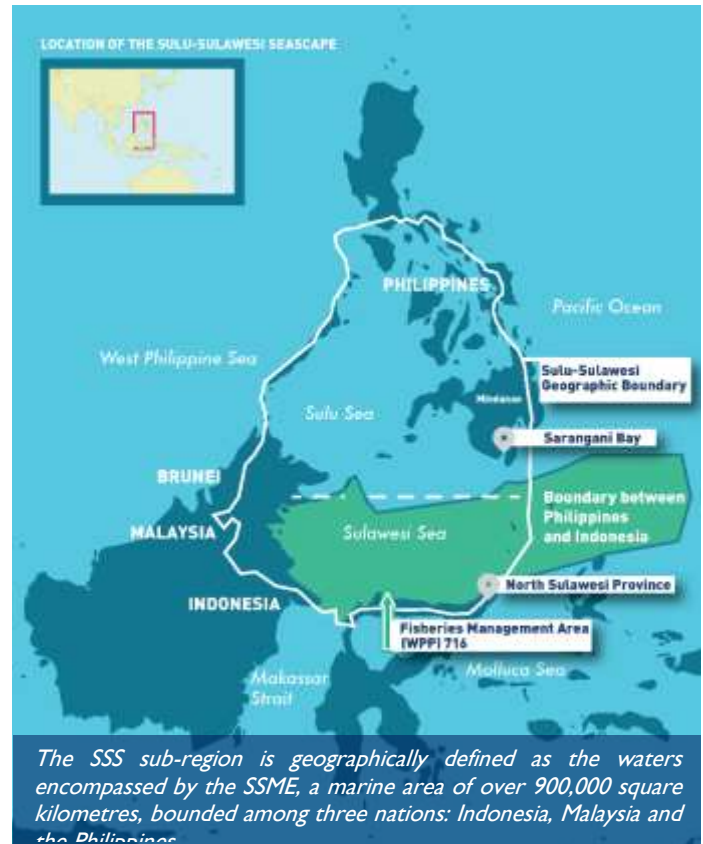 LOCATION OF THE SULU-SULAWESI SEASCAPE
PHILIPPINES
Pacific Ocean
West Philippine Sea
Sulu-Sulawesi
Geographic Boundary
Mindanao
Sulu Sea
Sarangani Bay
BRUNEI
Boundary between
Philippines
and Indonesia
MALAYSIA
Sulawesi Sea
North Sulawesi Province
INDONESIA
Fisheries Management Area
(WPP) 716
Molluca Sea
Makassar
Strait
The SSS sub-region is geographically defined as the waters
encompassed by the SSME, a marine area of over 900,000 square
kilometres, bounded among three nations: Indonesia, Malaysia and
the Philippines